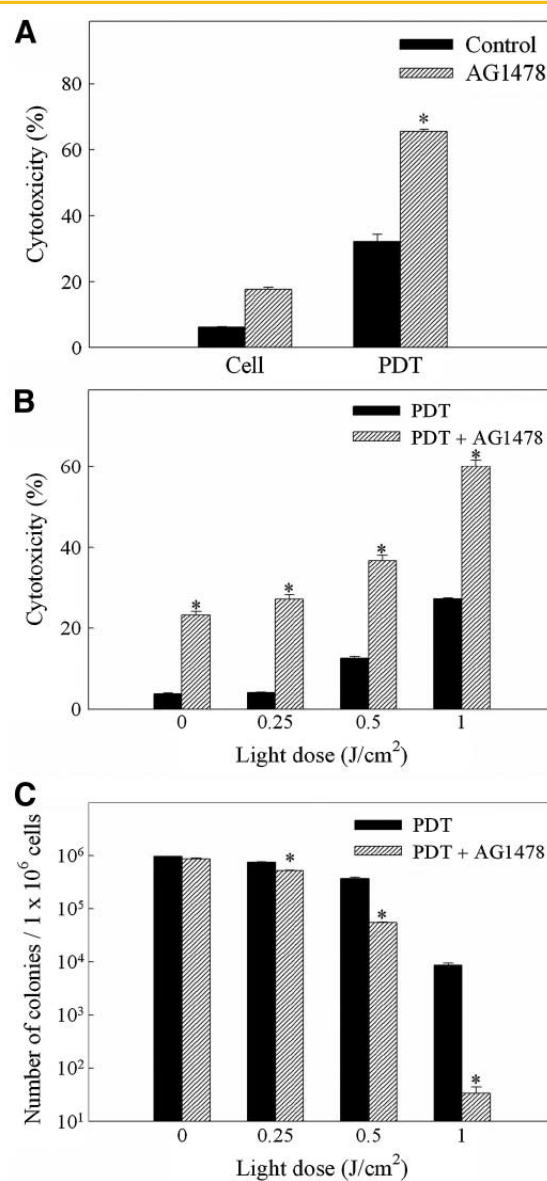 A
Control
AG1478
Cytotoxicity (%)
80
60
40
20
0
*
Cell PDT
B
PDT
PDT + AG1478
Cytotoxicity (%)
60
40
20
0
* * * *
0 0.25 0.5 1
Light dose (J/cm²)
C
PDT
PDT + AG1478
Number of colonies / 1 x 10⁶ cells
10⁶
10⁵
10⁴
10³
10²
10¹
* * *
0 0.25 0.5 1
Light dose (J/cm²)